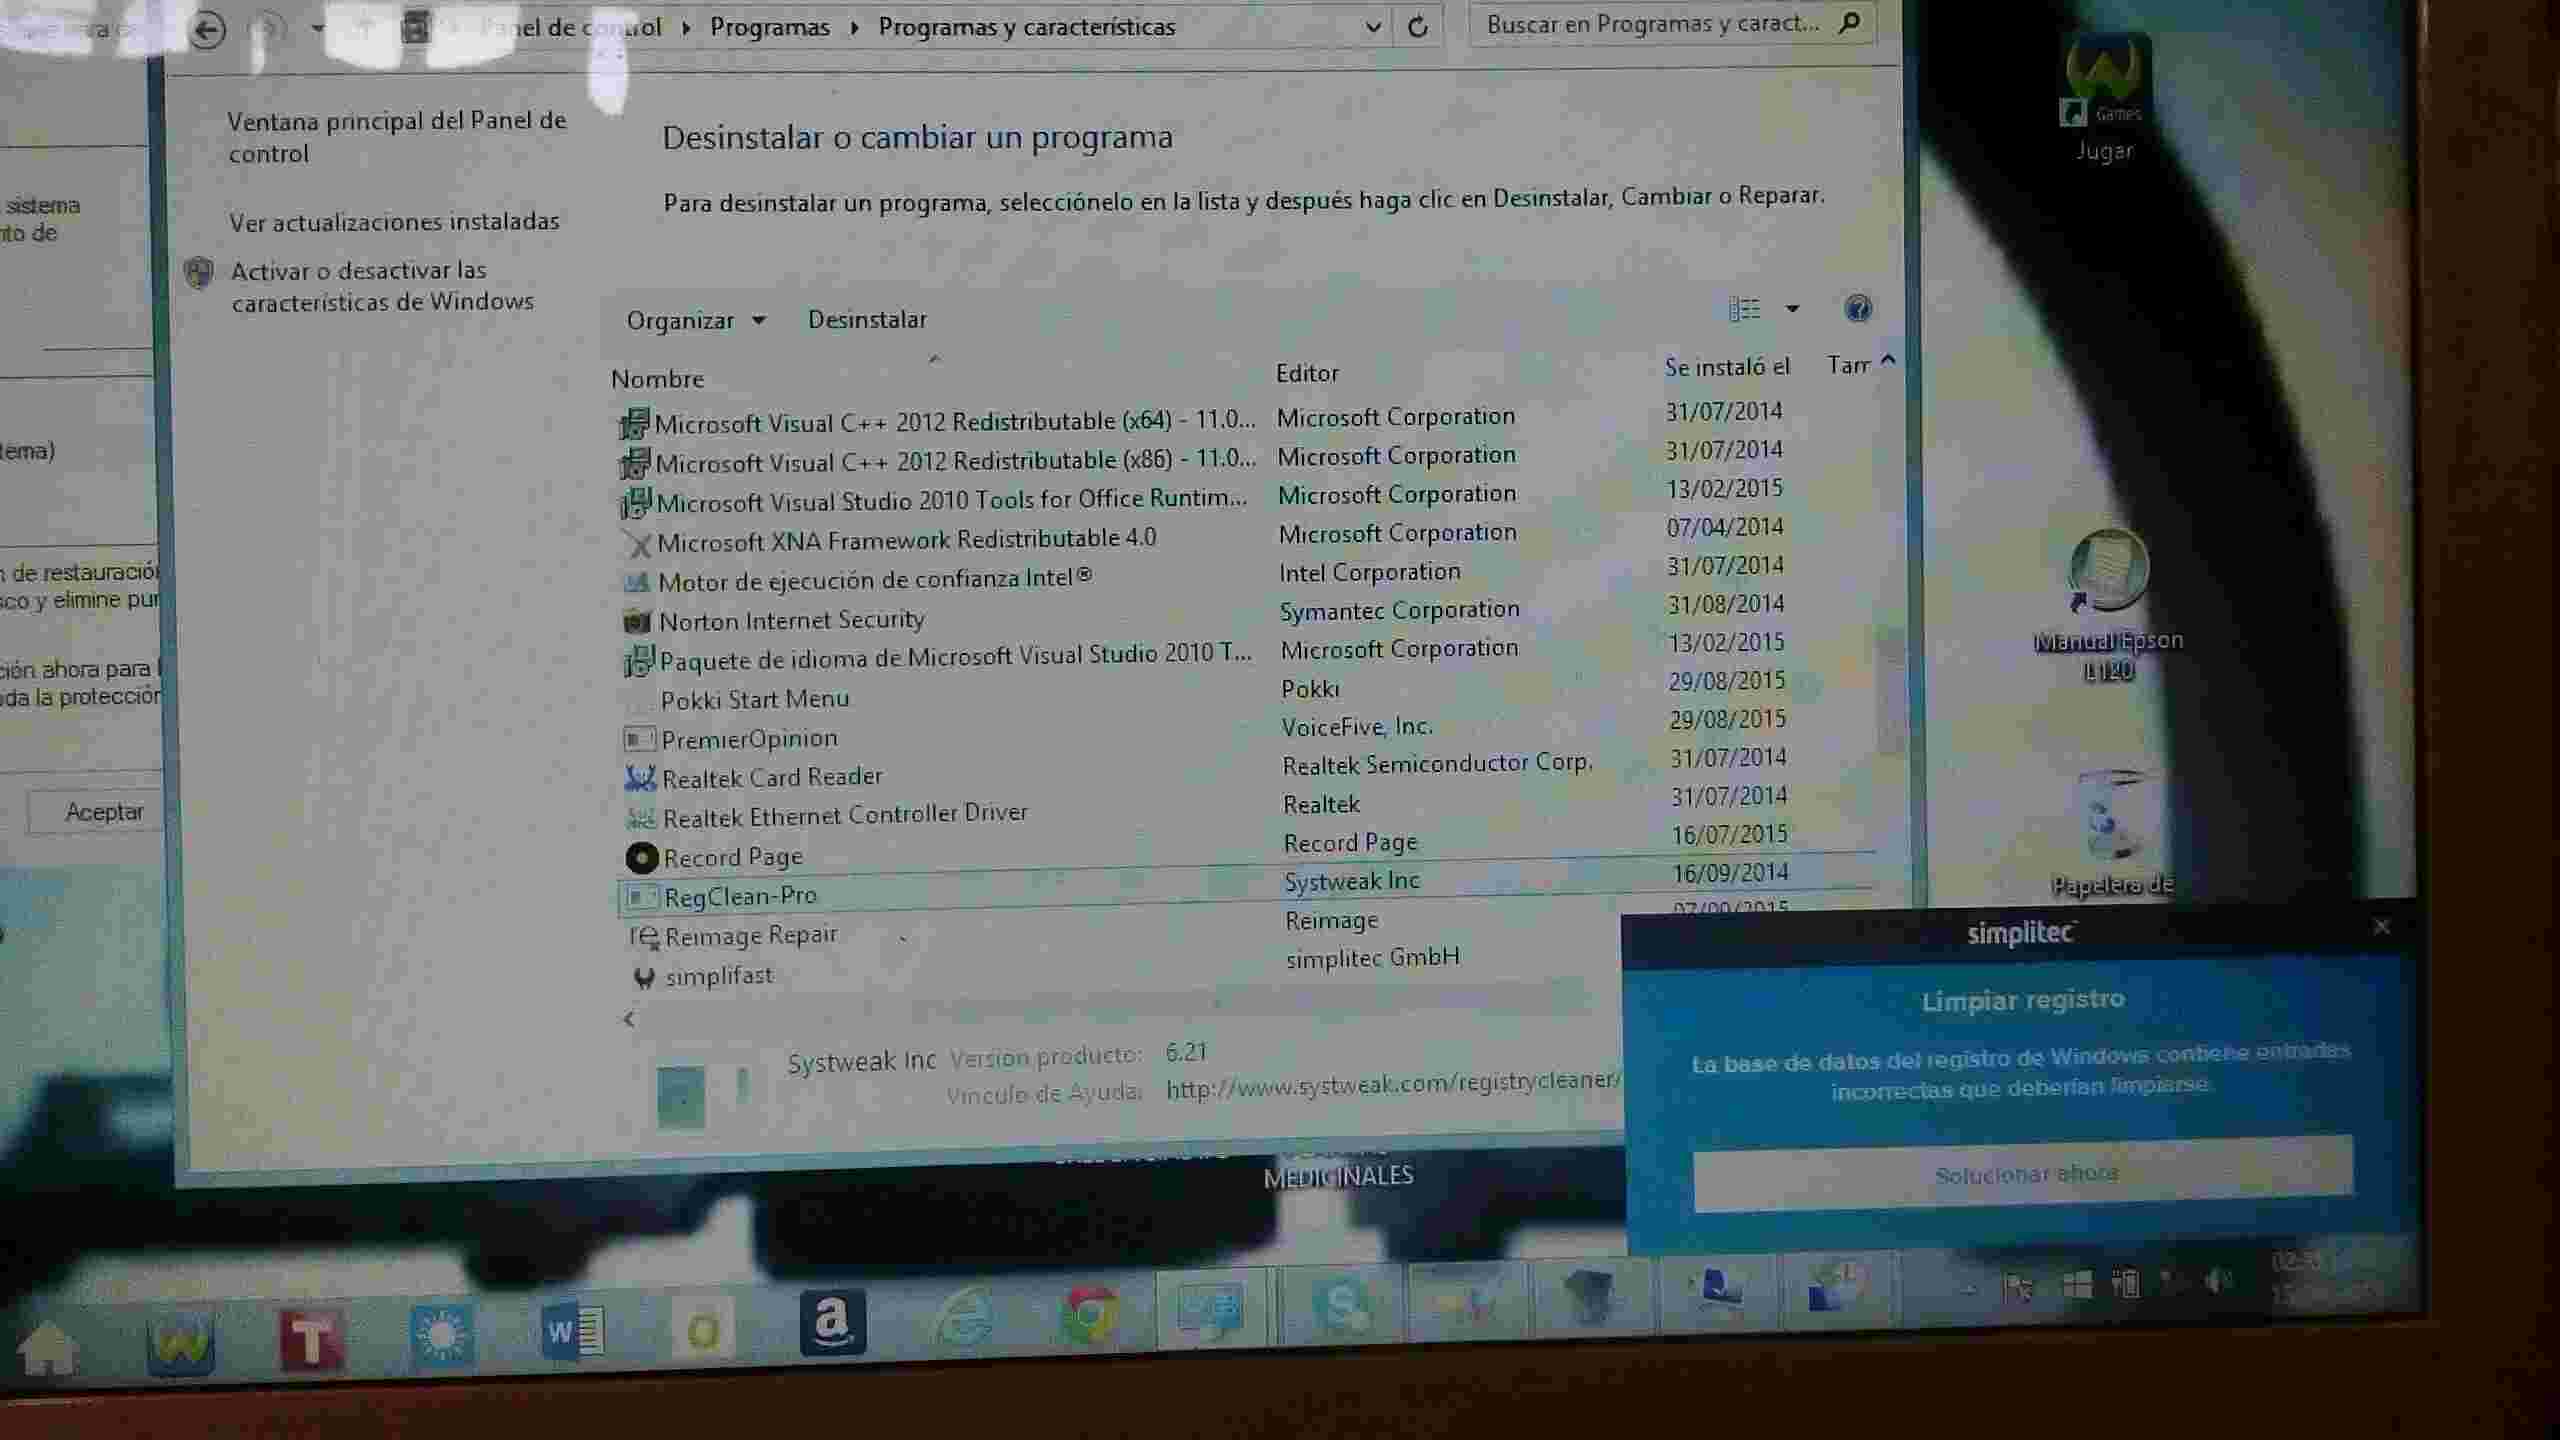 Panel de control
Programas
Programas y características
Buscar en Programas y caract...
Ventana principal del Panel de
control
Ver actualizaciones instaladas
Activar o desactivar las
características de Windows
Desinstalar o cambiar un programa
Para desinstalar un programa, selecciónelo en la lista y después haga clic en Desinstalar, Cambiar o Reparar.
Organizar
Desinstalar
Nombre Editor Se instaló el Tarr
Microsoft Visual C++ 2012 Redistributable (x64) - 11.0... Microsoft Corporation 31/07/2014
Microsoft Visual C++ 2012 Redistributable (x86) - 11.0... Microsoft Corporation 31/07/2014
Microsoft Visual Studio 2010 Tools for Office Runtim... Microsoft Corporation 13/02/2015
Microsoft XNA Framework Redistributable 4.0 Microsoft Corporation 07/04/2014
Motor de ejecución de confianza Intel® Intel Corporation 31/07/2014
Norton Internet Security Symantec Corporation 31/08/2014
Paquete de idioma de Microsoft Visual Studio 2010 T... Microsoft Corporation 13/02/2015
Pokki Start Menu Pokki 29/08/2015
PremierOpinion VoiceFive, Inc. 29/08/2015
Realtek Card Reader Realtek Semiconductor Corp. 31/07/2014
Realtek Ethernet Controller Driver Realtek 31/07/2014
Record Page Record Page 16/07/2015
RegClean-Pro Systweak Inc 16/09/2014
Reimage Repair Reimage 07/09/2015
simplifast simplitec GmbH
Systweak Inc Versión producto: 6.21
Vínculo de Ayuda: http://www.systweak.com/registrycleaner/
sistema
nto de
tema)
n de restauración
sco y elimine pun
ción ahora para
da la protección
Aceptar
Games
Jugar
Manual Epson
L120
Papelera de
simplitec
Limpiar registro
La base de datos del registro de Windows contiene entradas
incorrectas que deberían limpiarse.
Solucionar ahora
MEDICINALES